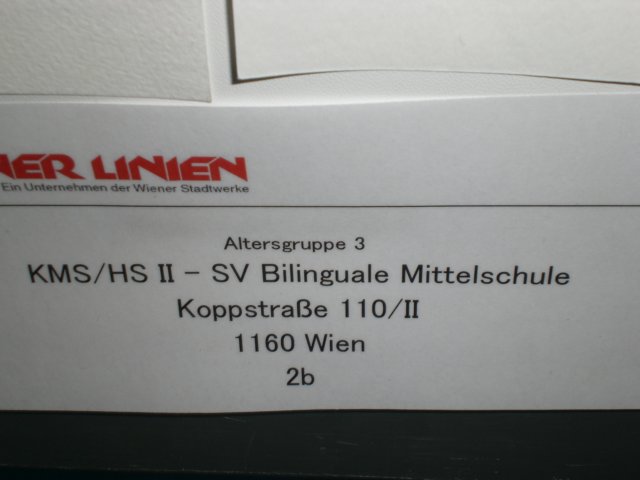 NER LINIEN
Ein Unternehmen der Wiener Stadtwerke
Altersgruppe 3
KMS/HS II - SV Bilinguale Mittelschule
Koppstraße 110/II
1160 Wien
2b